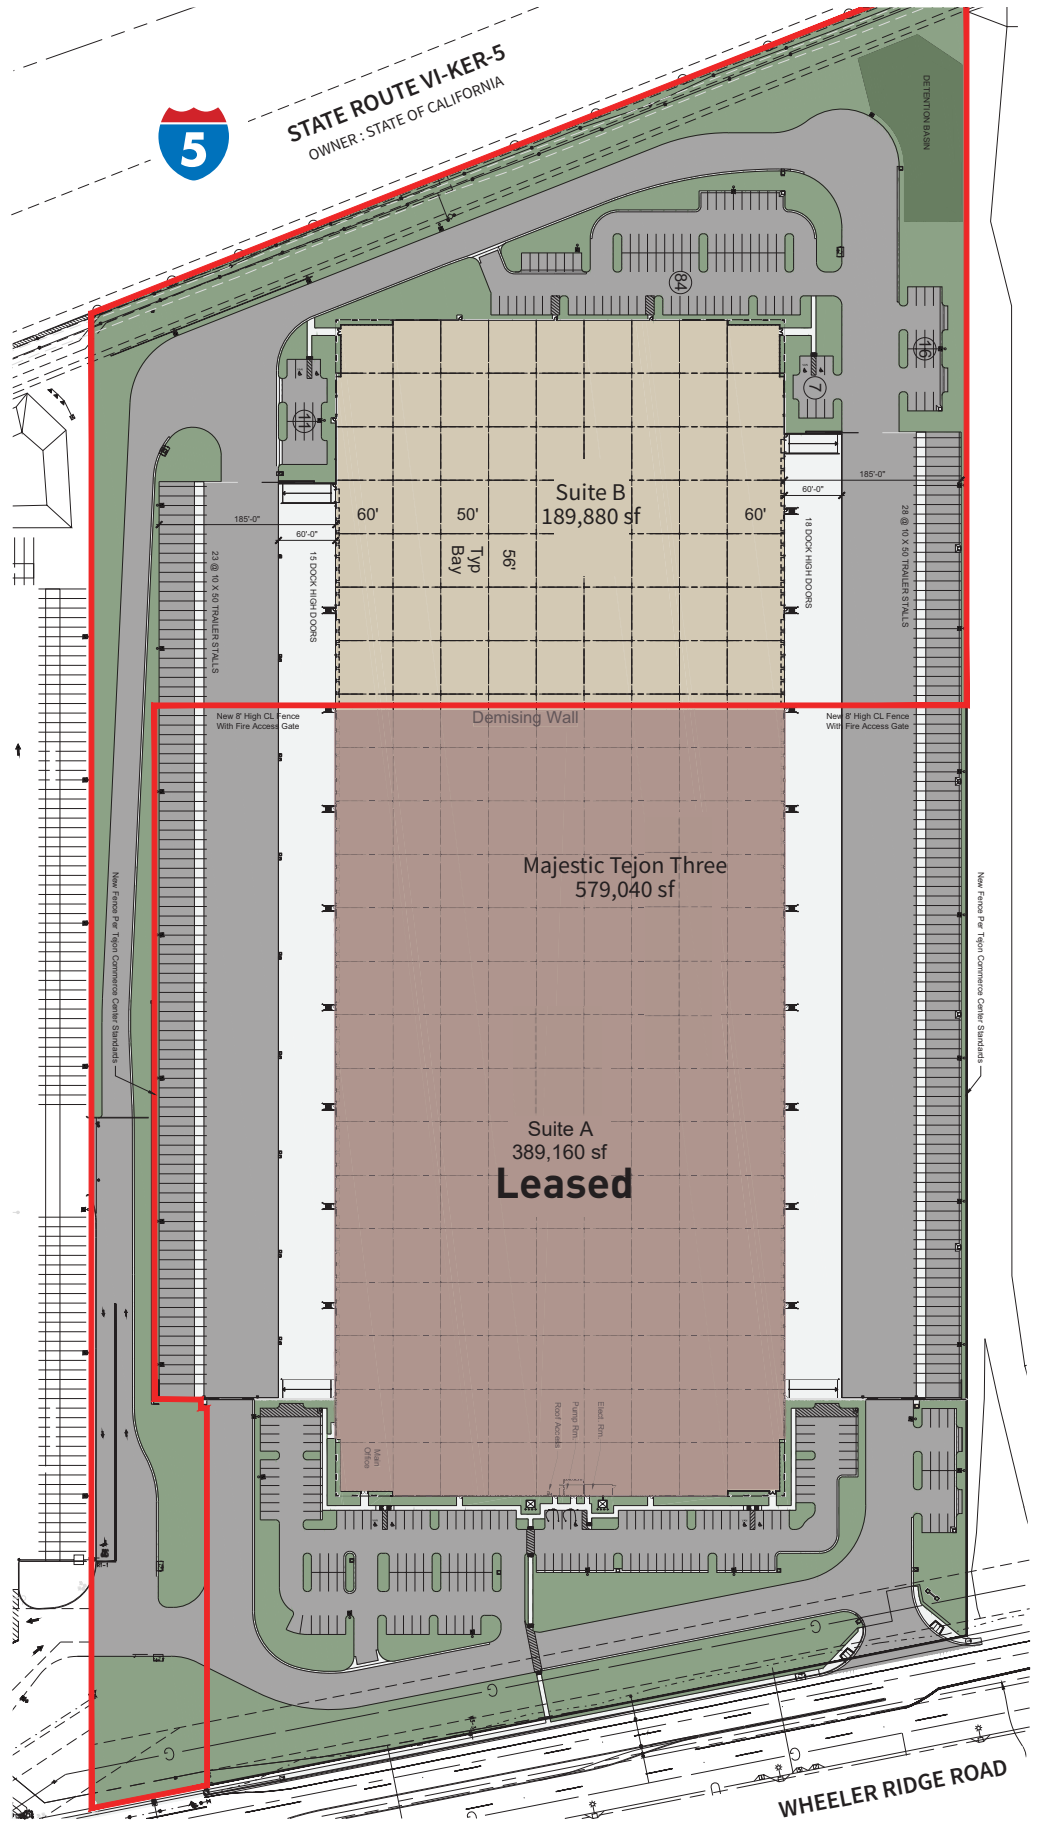 STATE ROUTE VI-KER-5
OWNER : STATE OF CALIFORNIA
5
DETENTION BASIN
84
16
7
11
Suite B
189,880 sf
60'
50'
60'
56'
Typ
Bay
185'-0"
60'-0"
185'-0"
60'-0"
15 DOCK HIGH DOORS
18 DOCK HIGH DOORS
23 @ 10 X 50 TRAILER STALLS
28 @ 10 X 50 TRAILER STALLS
New 8' High CL Fence
With Fire Access Gate
Demising Wall
New 8' High CL Fence
With Fire Access Gate
Majestic Tejon Three
579,040 sf
New Fence Per Tejon Commerce Center Standards
New Fence Per Tejon Commerce Center Standards
Suite A
389,160 sf
Leased
Main
Office
Roof Access
Pump Rm.
Elect. Rm.
WHEELER RIDGE ROAD